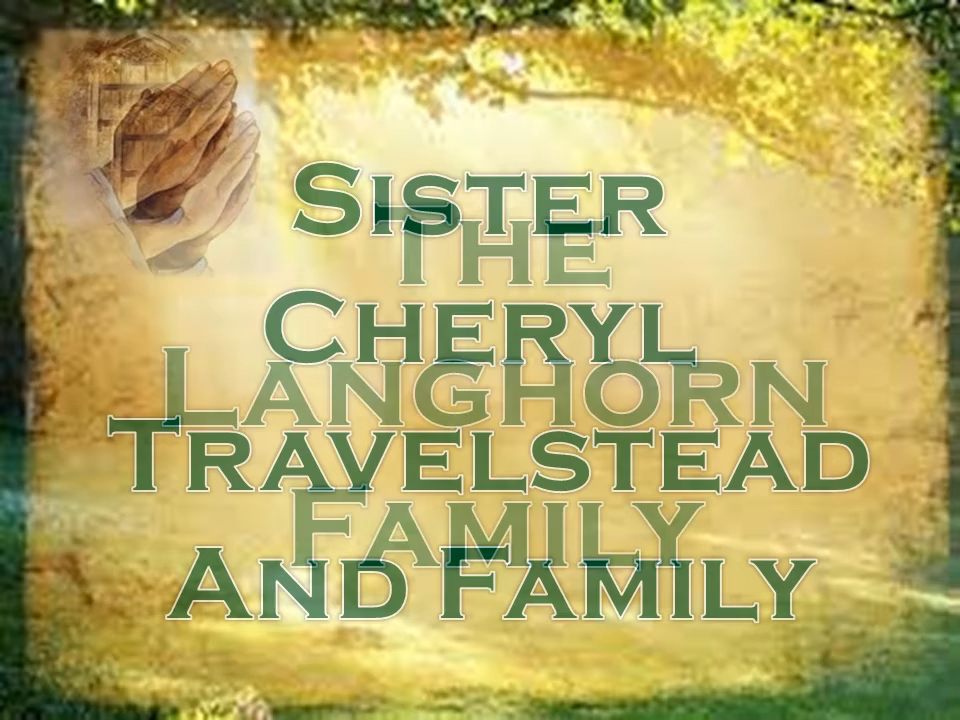 Sister
The
Cheryl
Langhorn
Travelstead
Family
And Family